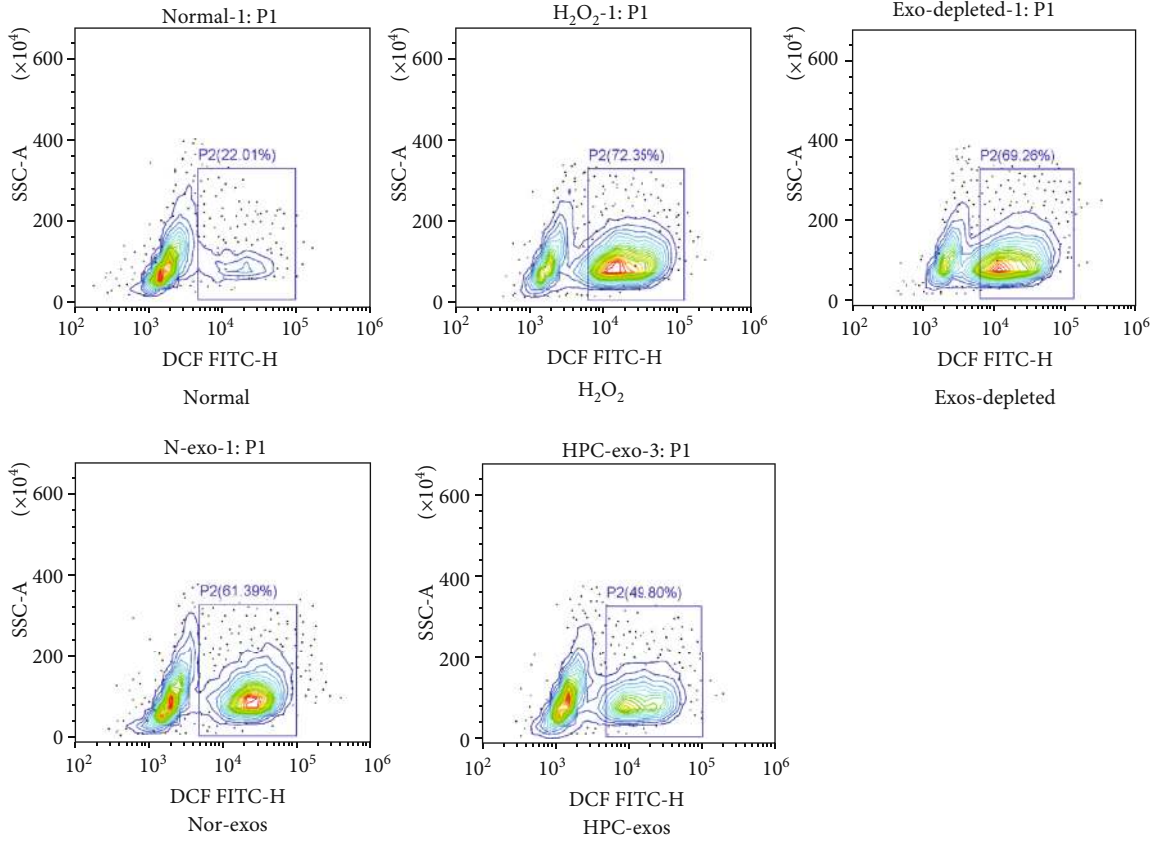 Normal-1: P1
(×10⁴)
600
400
200
0
SSC-A
P2(22.01%)
10² 10³ 10⁴ 10⁵ 10⁶
DCF FITC-H
Normal
H₂O₂-1: P1
(×10⁴)
600
400
200
0
SSC-A
P2(72.35%)
10² 10³ 10⁴ 10⁵ 10⁶
DCF FITC-H
H₂O₂
Exo-depleted-1: P1
(×10⁴)
600
400
200
0
SSC-A
P2(69.26%)
10² 10³ 10⁴ 10⁵ 10⁶
DCF FITC-H
Exos-depleted
N-exo-1: P1
(×10⁴)
600
400
200
0
SSC-A
P2(61.39%)
10² 10³ 10⁴ 10⁵ 10⁶
DCF FITC-H
Nor-exos
HPC-exo-3: P1
(×10⁴)
600
400
200
0
SSC-A
P2(49.80%)
10² 10³ 10⁴ 10⁵ 10⁶
DCF FITC-H
HPC-exos